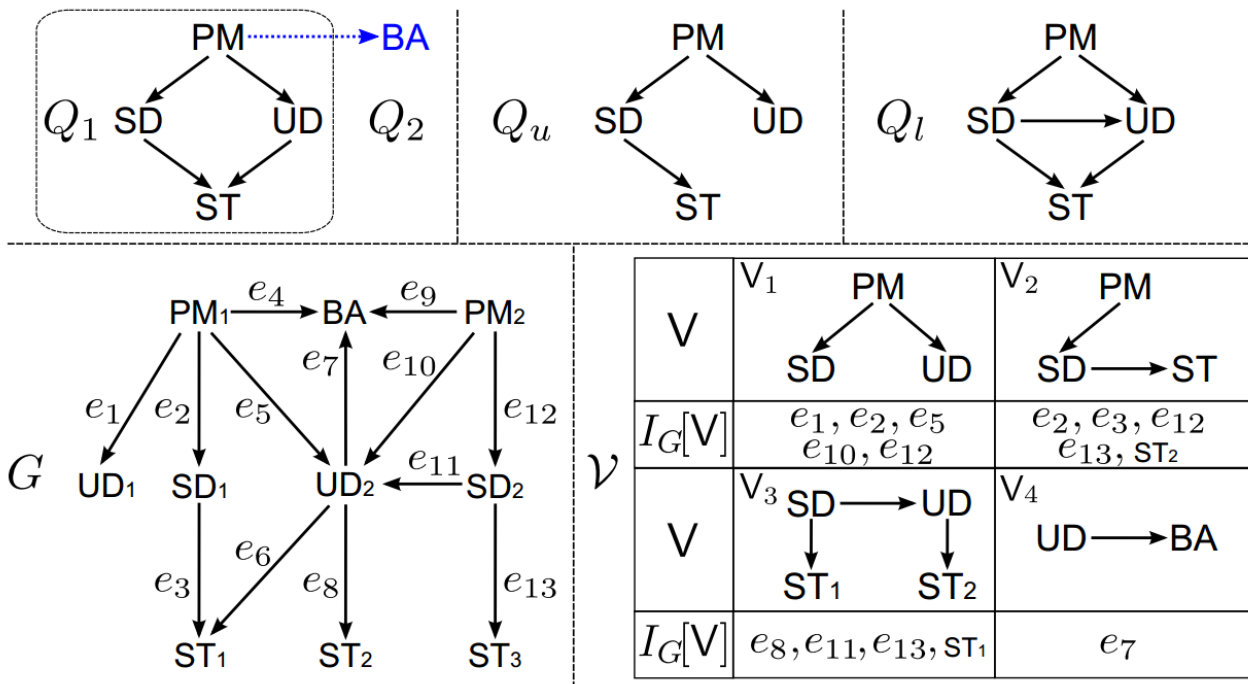 PM BA
Q1 SD UD Q2
ST
PM
Qu SD UD
ST
PM
Ql SD UD
ST
PM1 e4 BA e9 PM2
e7 e10
e1 e2 e5 e12
e11
G UD1 SD1 UD2 SD2
e6
e3 e8 e13
ST1 ST2 ST3
𝒱
V V1 PM
SD UD
V2 PM
SD ST
IG[V] e1, e2, e5
e10, e12
e2, e3, e12
e13, ST2
V V3 SD UD
ST1 ST2
V4
UD BA
IG[V] e8, e11, e13, ST1
e7